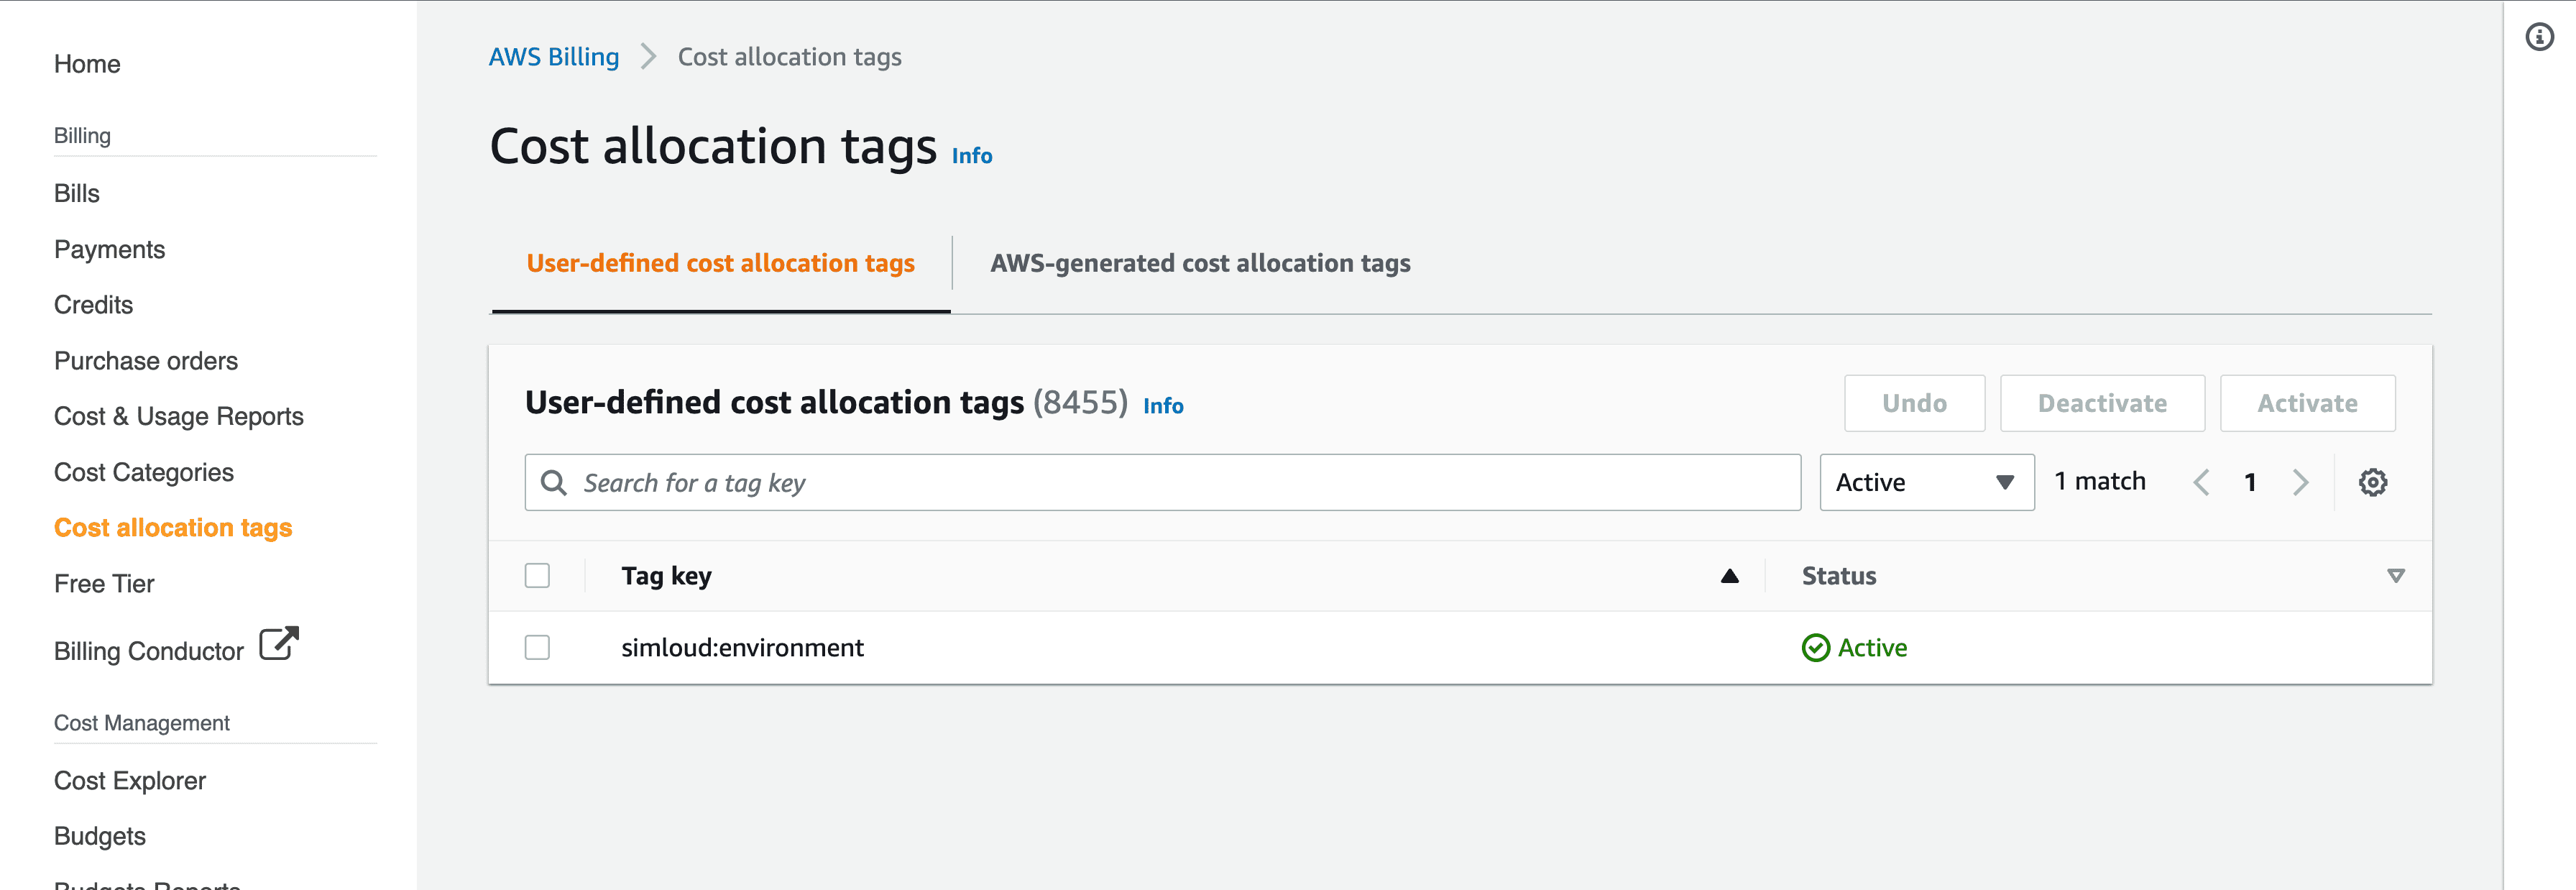 Home
Billing
Bills
Payments
Credits
Purchase orders
Cost & Usage Reports
Cost Categories
Cost allocation tags
Free Tier
Billing Conductor
Cost Management
Cost Explorer
Budgets
Budgets Reports
AWS Billing Cost allocation tags
Cost allocation tags Info
User-defined cost allocation tags AWS-generated cost allocation tags
User-defined cost allocation tags (8455) Info Undo Deactivate Activate
Search for a tag key Active 1 match 1
Tag key Status
simloud:environment Active